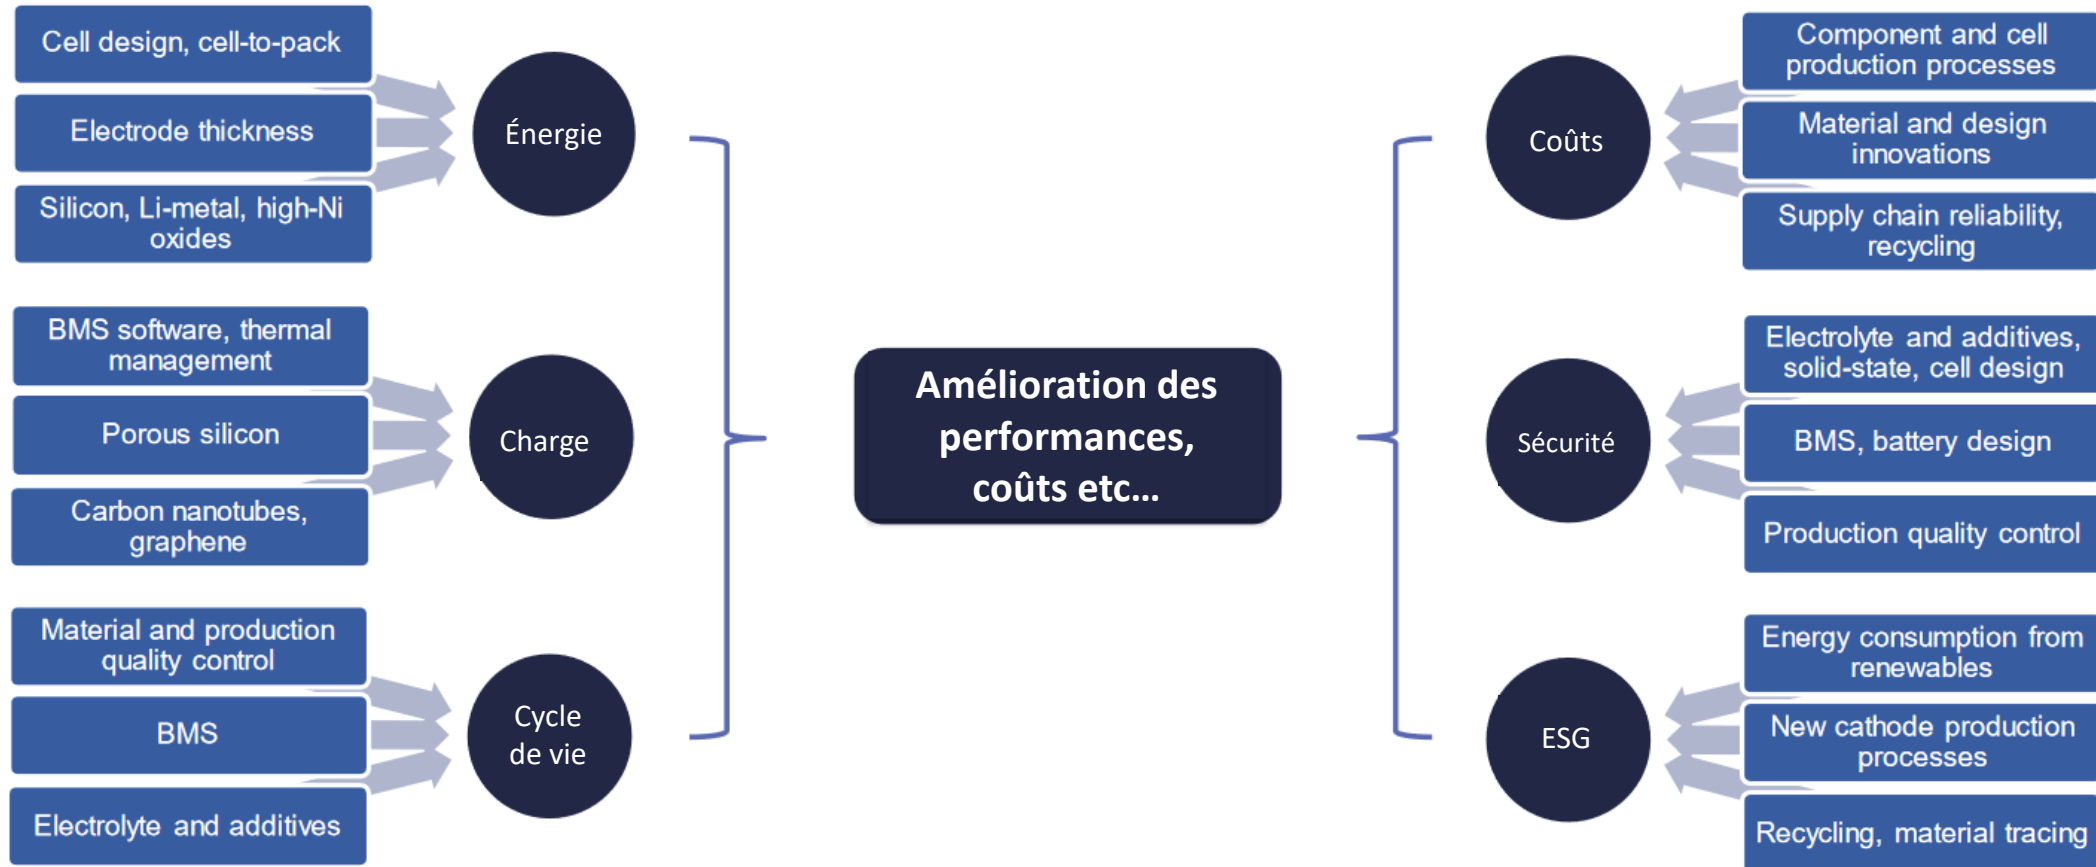 Cell design, cell-to-pack
Electrode thickness
Silicon, Li-metal, high-Ni
oxides
Énergie
BMS software, thermal
management
Porous silicon
Carbon nanotubes,
graphene
Charge
Material and production
quality control
BMS
Electrolyte and additives
Cycle
de vie
Amélioration des
performances,
coûts etc...
Coûts
Component and cell
production processes
Material and design
innovations
Supply chain reliability,
recycling
Sécurité
Electrolyte and additives,
solid-state, cell design
BMS, battery design
Production quality control
ESG
Energy consumption from
renewables
New cathode production
processes
Recycling, material tracing